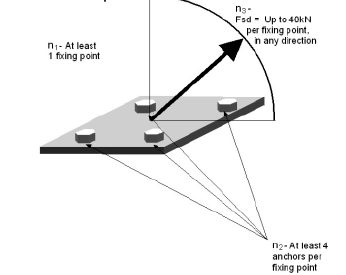 n3-
Fsd = Up to 40kN
per fixing point,
in any direction
n1- At least
1 fixing point
n2- At least 4
anchors per
fixing point